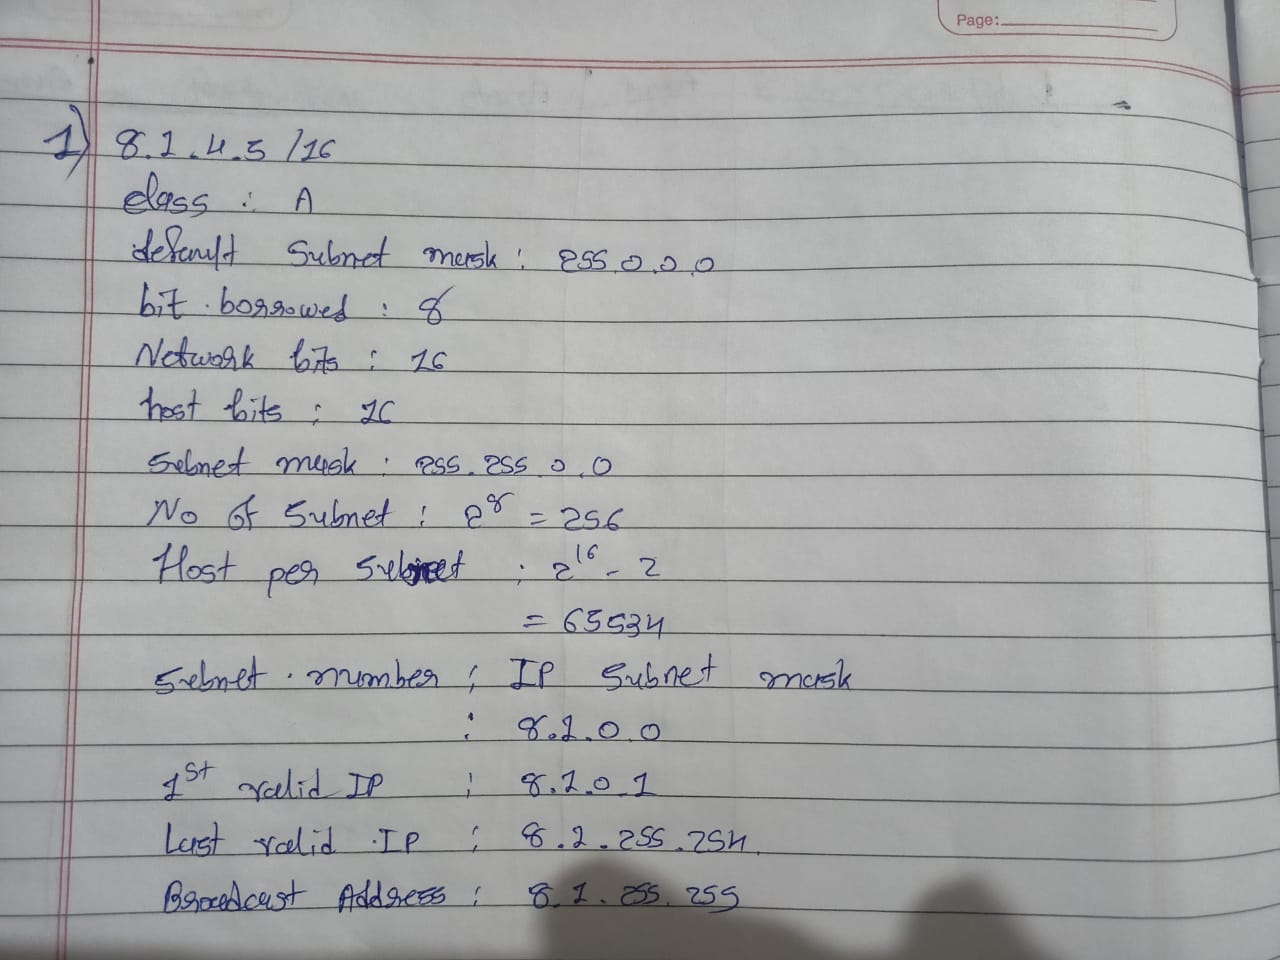 Page:
1) 8.1.4.5 /16
class : A
default Subnet mask : 255.0.0.0
bit borrowed : 8
Network bits : 16
host bits : 16
Subnet mask : 255.255.0.0
No of Subnet : 2^8 = 256
Host per Subnet : 2^16 - 2
= 65534
Subnet number : IP Subnet mask
: 8.1.0.0
1st valid IP : 8.1.0.1
Last valid IP : 8.1.255.254
Broadcast Address : 8.1.255.255